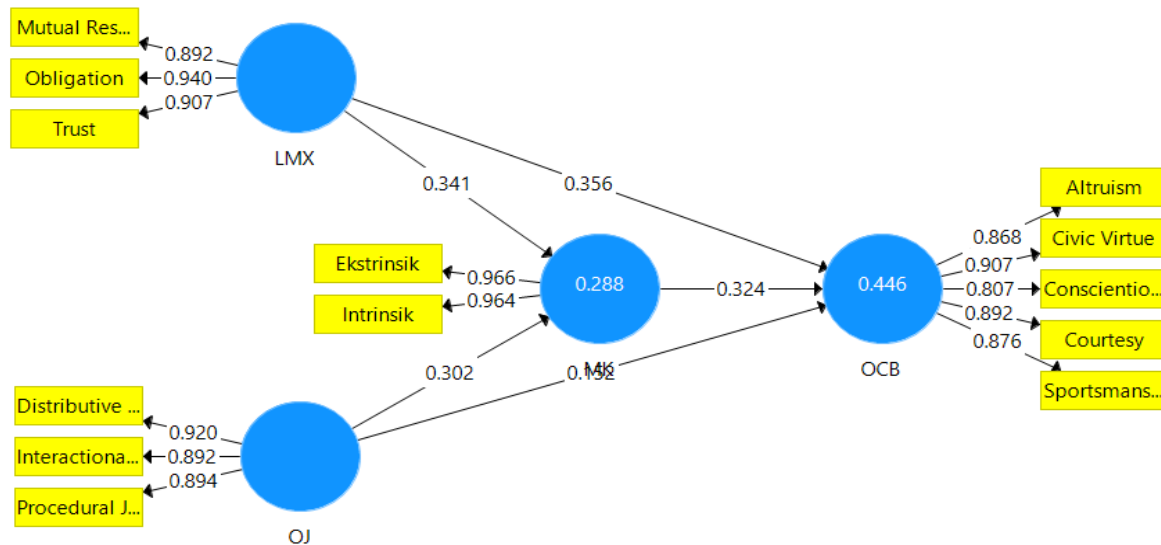 Mutual Res...
0.892
Obligation
0.940
0.907
Trust
LMX
0.341
0.356
Altruism
0.868
Civic Virtue
0.907
Ekstrinsik
0.966
0.288
0.324
0.446
0.807
Conscientio...
0.964
Intrinsik
0.892
Courtesy
0.876
MK
OCB
0.302
Sportsmans...
Distributive ...
0.920
Interactiona...
0.892
0.894
Procedural J...
OJ